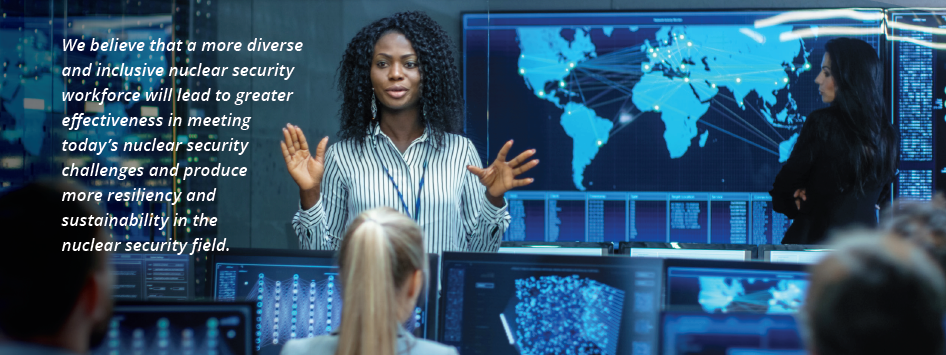 We believe that a more diverse
and inclusive nuclear security
workforce will lead to greater
effectiveness in meeting
today’s nuclear security
challenges and produce
more resiliency and
sustainability in the
nuclear security field.